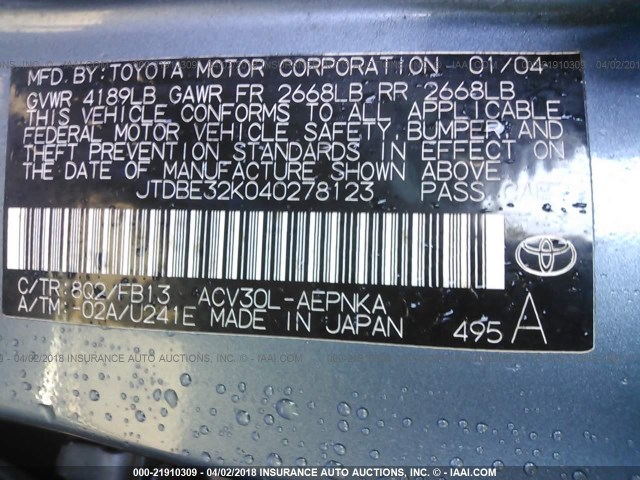 MFD. BY: TOYOTA MOTOR CORPORATION 01/04
GVWR 4189LB GAWR FR 2668LB RR 2668LB
THIS VEHICLE CONFORMS TO ALL APPLICABLE
FEDERAL MOTOR VEHICLE SAFETY, BUMPER, AND
THEFT PREVENTION STANDARDS IN EFFECT ON
THE DATE OF MANUFACTURE SHOWN ABOVE.
JTDBE32K040278123 PASS. CAR
C/TR: 8Q2/FB13 ACV30L-AEPNKA
A/TM: -02A/U241E MADE IN JAPAN 495 A
000-21910309 - 04/02/2018 INSURANCE AUTO AUCTIONS, INC. - © IAAI.COM